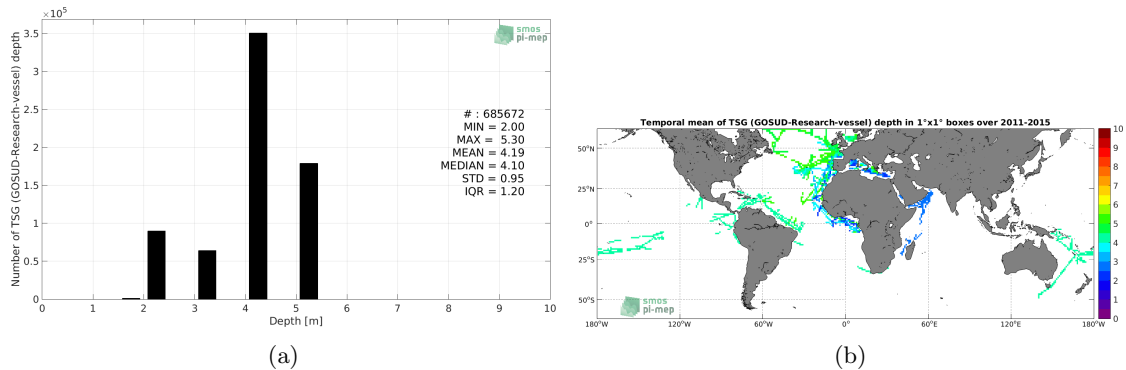 ×10⁵
smos
pi-mep
3.5
3
2.5
2
1.5
1
0.5
0
Number of TSG (GOSUD-Research-vessel) depth
# : 685672
MIN = 2.00
MAX = 5.30
MEAN = 4.19
MEDIAN = 4.10
STD = 0.95
IQR = 1.20
0 1 2 3 4 5 6 7 8 9 10
Depth [m]
(a)
Temporal mean of TSG (GOSUD-Research-vessel) depth in 1°x1° boxes over 2011-2015
50°N
25°N
0°
25°S
50°S
smos
pi-mep
180°W 120°W 60°W 0° 60°E 120°E 180°W
10
9
8
7
6
5
4
3
2
1
0
(b)